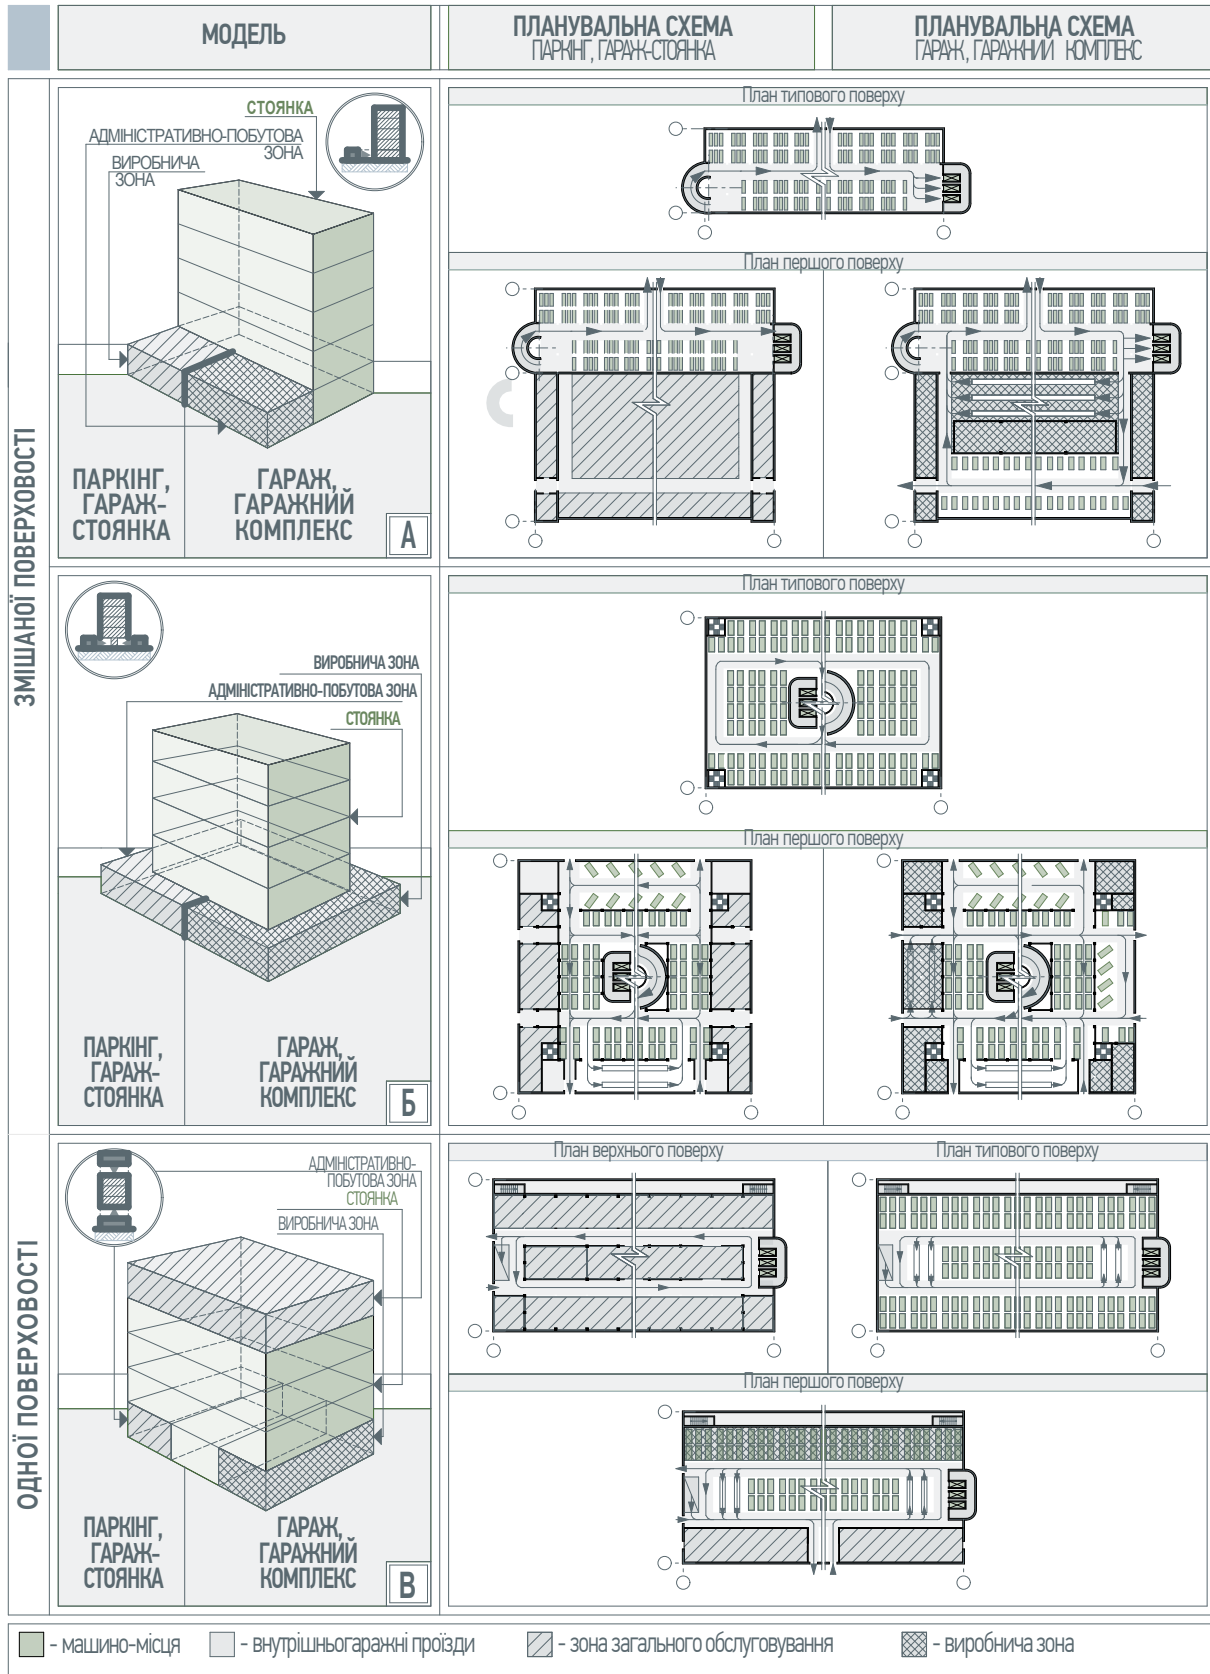 МОДЕЛЬ
ПЛАНУВАЛЬНА СХЕМА
ПАРКІНГ, ГАРАЖ-СТОЯНКА
ПЛАНУВАЛЬНА СХЕМА
ГАРАЖ, ГАРАЖНИЙ КОМПЛЕКС
ЗМІШАНОЇ ПОВЕРХОВОСТІ
СТОЯНКА
АДМІНІСТРАТИВНО-ПОБУТОВА
ЗОНА
ВИРОБНИЧА
ЗОНА
ПАРКІНГ,
ГАРАЖ-
СТОЯНКА
ГАРАЖ,
ГАРАЖНИЙ
КОМПЛЕКС
А
План типового поверху
План першого поверху
ВИРОБНИЧА ЗОНА
АДМІНІСТРАТИВНО-ПОБУТОВА ЗОНА
СТОЯНКА
ПАРКІНГ,
ГАРАЖ-
СТОЯНКА
ГАРАЖ,
ГАРАЖНИЙ
КОМПЛЕКС
Б
План типового поверху
План першого поверху
ОДНОЇ ПОВЕРХОВОСТІ
АДМІНІСТРАТИВНО-
ПОБУТОВА ЗОНА
СТОЯНКА
ВИРОБНИЧА ЗОНА
ПАРКІНГ,
ГАРАЖ-
СТОЯНКА
ГАРАЖ,
ГАРАЖНИЙ
КОМПЛЕКС
В
План верхнього поверху
План типового поверху
План першого поверху
- машино-місця
- внутрішньогаражні проїзди
- зона загального обслуговування
- виробнича зона